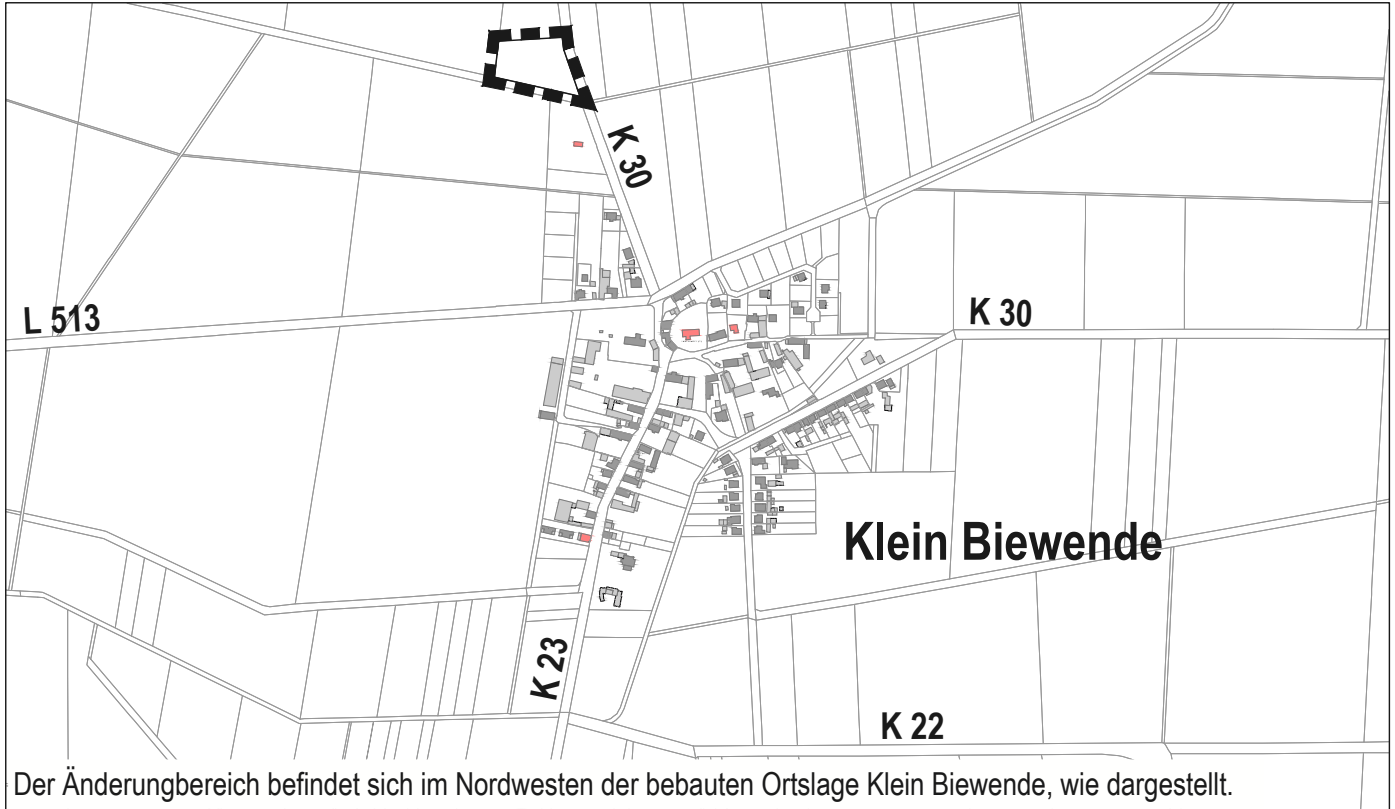 K 30
L 513
K 30
Klein Biewende
K 23
K 22
Der Änderungbereich befindet sich im Nordwesten der bebauten Ortslage Klein Biewende, wie dargestellt.